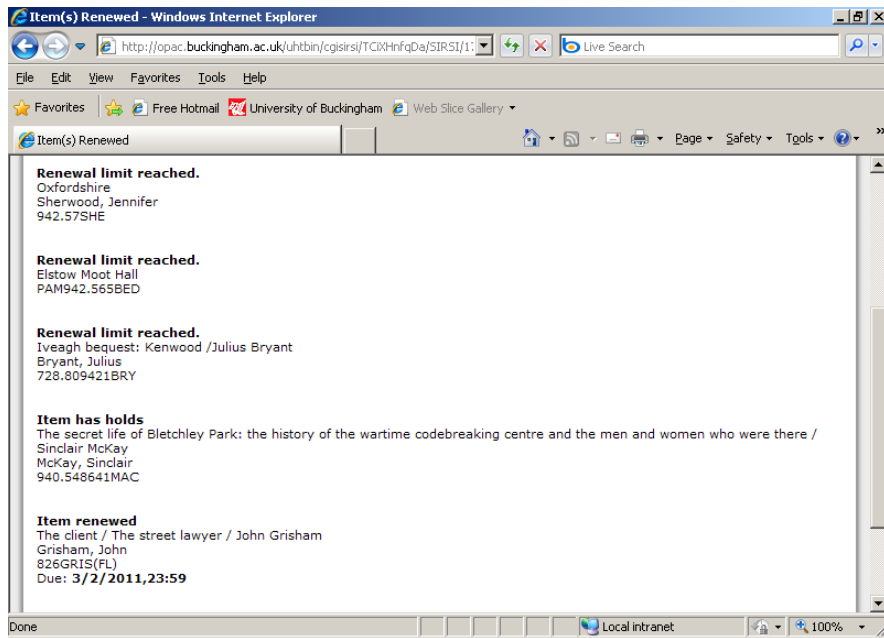 Item(s) Renewed - Windows Internet Explorer
http://opac.buckingham.ac.uk/uhtbin/cgisirsi/TCiXHnfqDa/SIRSI/1
Live Search
File Edit View Favorites Tools Help
Favorites Free Hotmail University of Buckingham Web Slice Gallery
Item(s) Renewed Page Safety Tools »
Renewal limit reached.
Oxfordshire
Sherwood, Jennifer
942.57SHE
Renewal limit reached.
Elstow Moot Hall
PAM942.565BED
Renewal limit reached.
Iveagh bequest: Kenwood /Julius Bryant
Bryant, Julius
728.809421BRY
Item has holds
The secret life of Bletchley Park: the history of the wartime codebreaking centre and the men and women who were there /
Sinclair McKay
McKay, Sinclair
940.548641MAC
Item renewed
The client / The street lawyer / John Grisham
Grisham, John
826GRIS(FL)
Due: 3/2/2011,23:59
Done Local intranet 100%